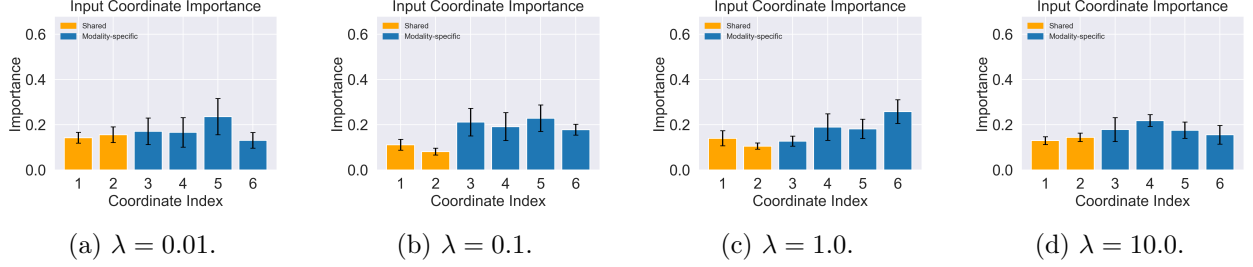 Input Coordinate Importance
Shared
Modality-specific
Importance
0.6
0.4
0.2
0.0
1 2 3 4 5 6
Coordinate Index
(a) λ = 0.01.
Input Coordinate Importance
Shared
Modality-specific
Importance
0.6
0.4
0.2
0.0
1 2 3 4 5 6
Coordinate Index
(b) λ = 0.1.
Input Coordinate Importance
Shared
Modality-specific
Importance
0.6
0.4
0.2
0.0
1 2 3 4 5 6
Coordinate Index
(c) λ = 1.0.
Input Coordinate Importance
Shared
Modality-specific
Importance
0.6
0.4
0.2
0.0
1 2 3 4 5 6
Coordinate Index
(d) λ = 10.0.